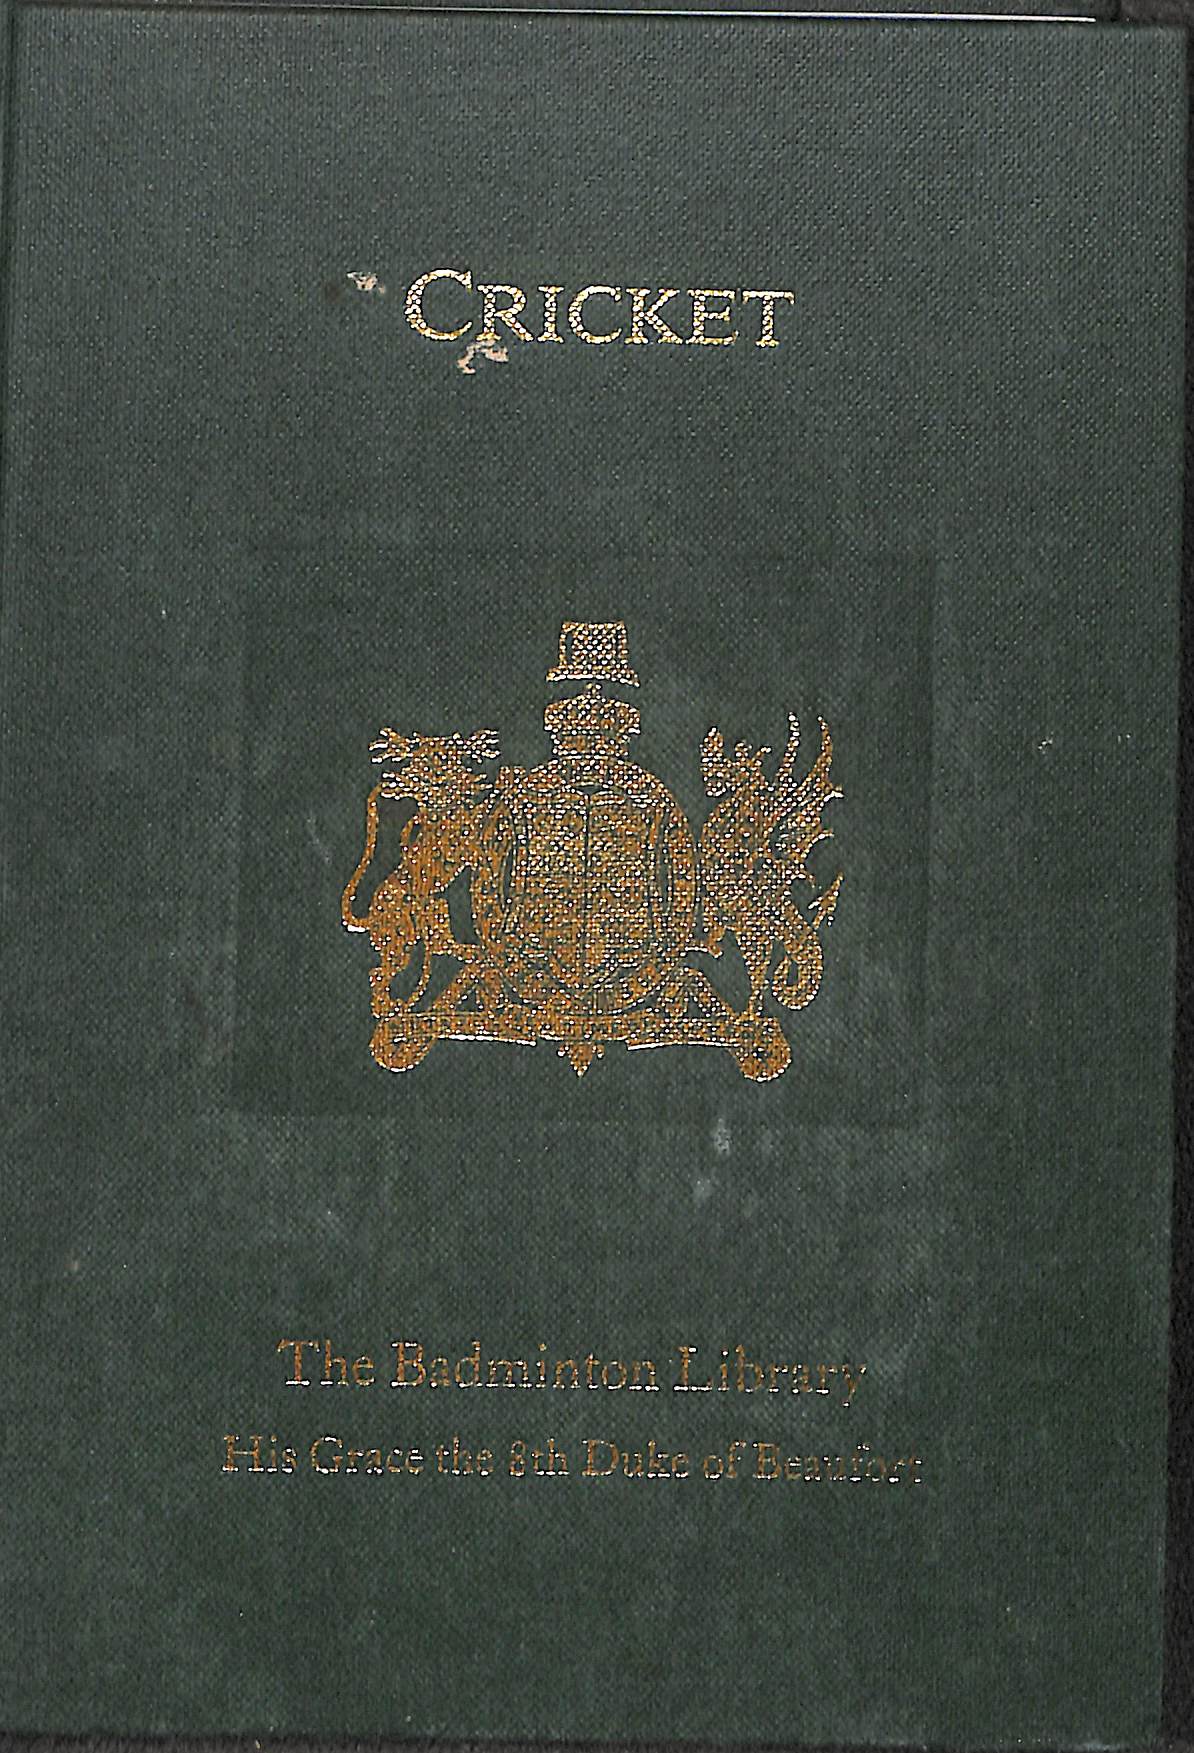 CRICKET
The Badminton Library
His Grace the 8th Duke of Beaufort